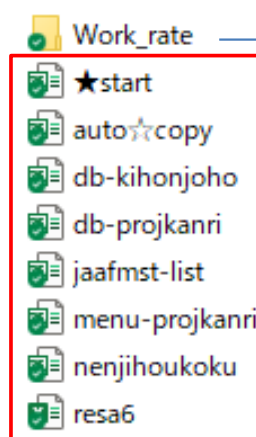 Work_rate
★start
auto☆copy
db-kihonjoho
db-projkanri
jaafmst-list
menu-projkanri
nenjihoukoku
resa6